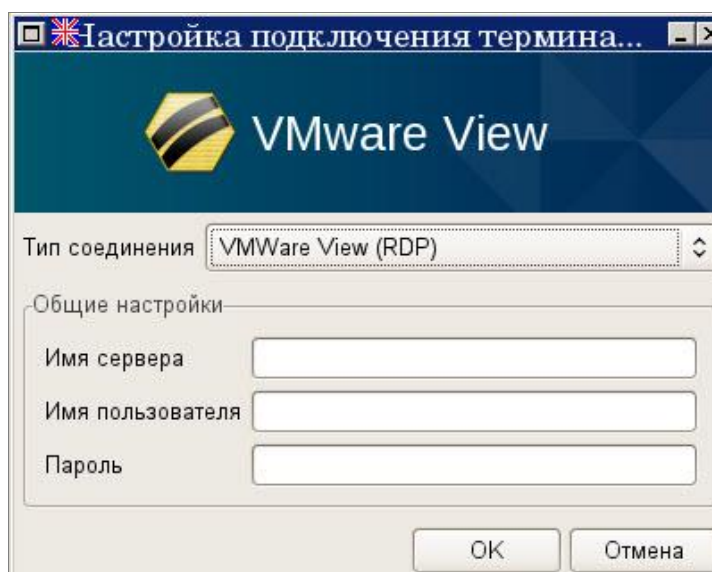 Настройка подключения термина...
VMware View
Тип соединения VMWare View (RDP)
Общие настройки
Имя сервера
Имя пользователя
Пароль
OK Отмена